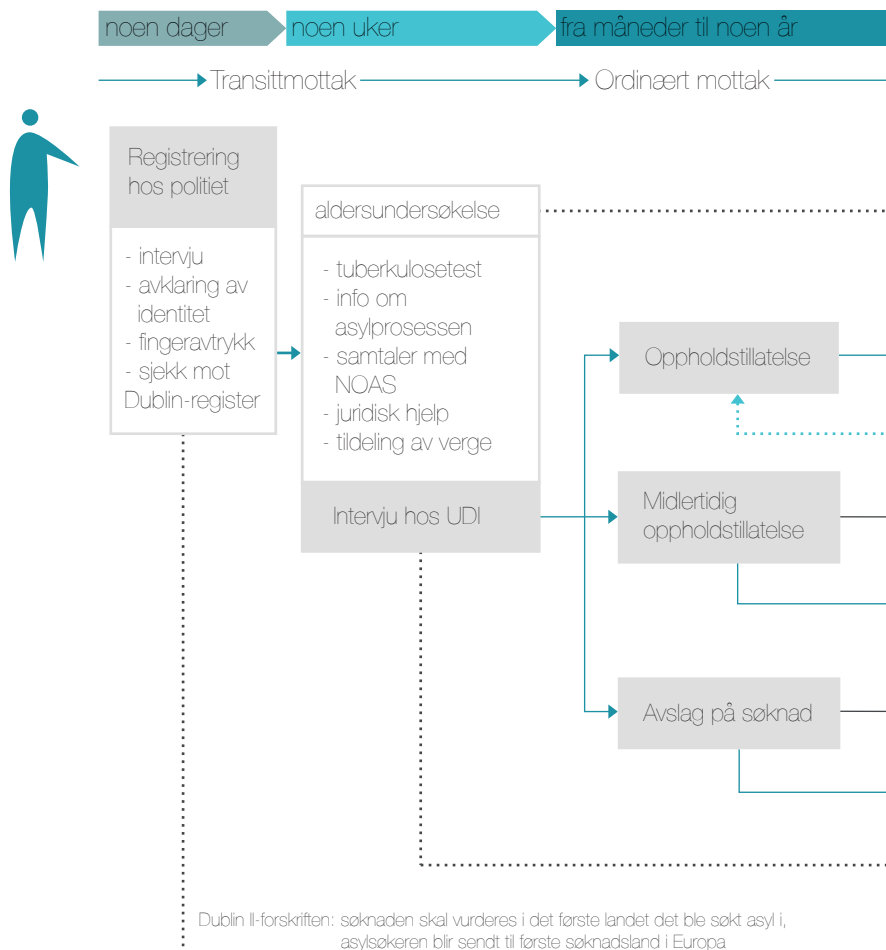 noen dager
noen uker
fra måneder til noen år
Transittmottak
Ordinært mottak
Registrering
hos politiet
- intervju
- avklaring av
identitet
- fingeravtrykk
- sjekk mot
Dublin-register
aldersundersøkelse
- tuberkulosetest
- info om
asylprosessen
- samtaler med
NOAS
- juridisk hjelp
- tildeling av verge
Intervju hos UDI
Oppholdstillatelse
Midlertidig
oppholdstillatelse
Avslag på søknad
Dublin II-forskriften: søknaden skal vurderes i det første landet det ble søkt asyl i,
asylsøkeren blir sendt til første søknadsland i Europa